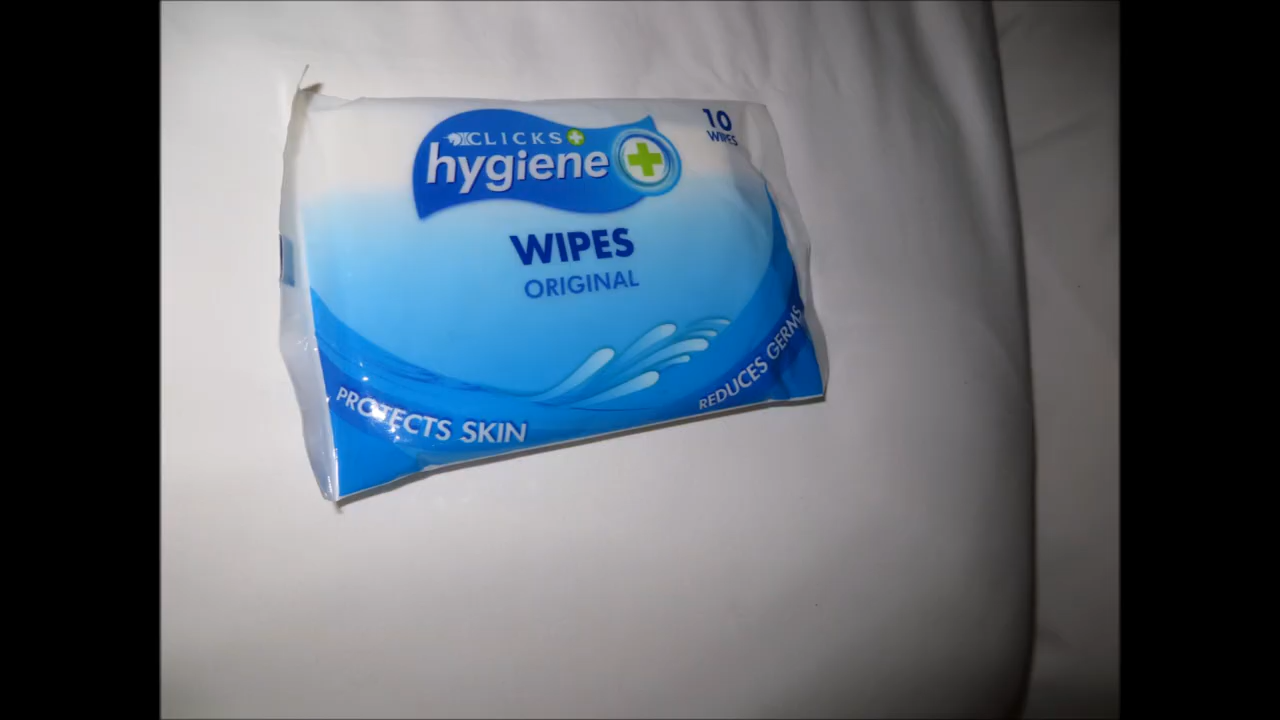 CLICKS
hygiene
10
WIPES
WIPES
ORIGINAL
PROTECTS SKIN
REDUCES GERMS